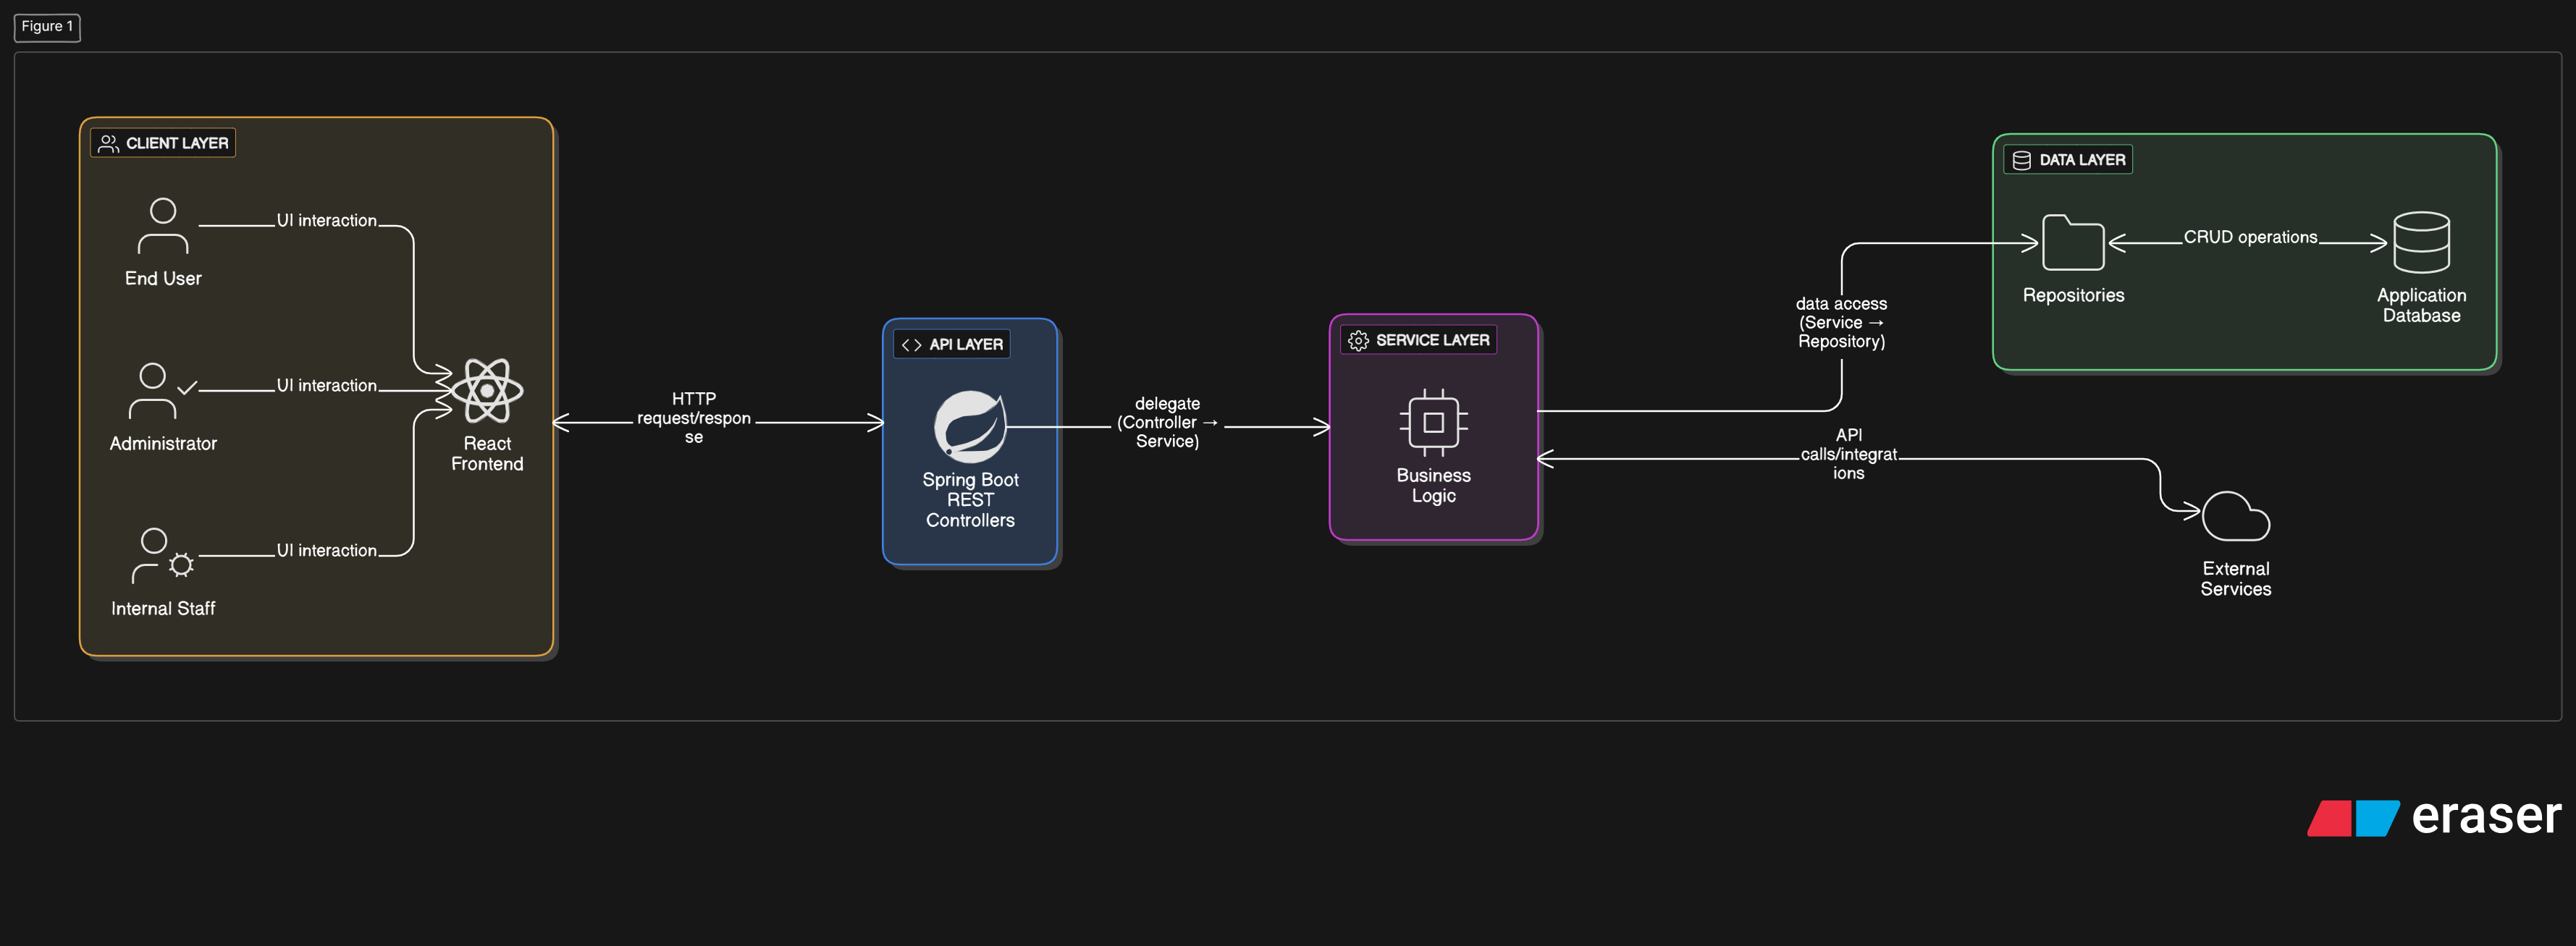 Figure 1
CLIENT LAYER
UI interaction
End User
UI interaction
Administrator
React
Frontend
UI interaction
Internal Staff
HTTP
request/respon
se
API LAYER
Spring Boot
REST
Controllers
delegate
(Controller →
Service)
SERVICE LAYER
Business
Logic
data access
(Service →
Repository)
API
calls/integrat
ions
DATA LAYER
Repositories
CRUD operations
Application
Database
External
Services
eraser